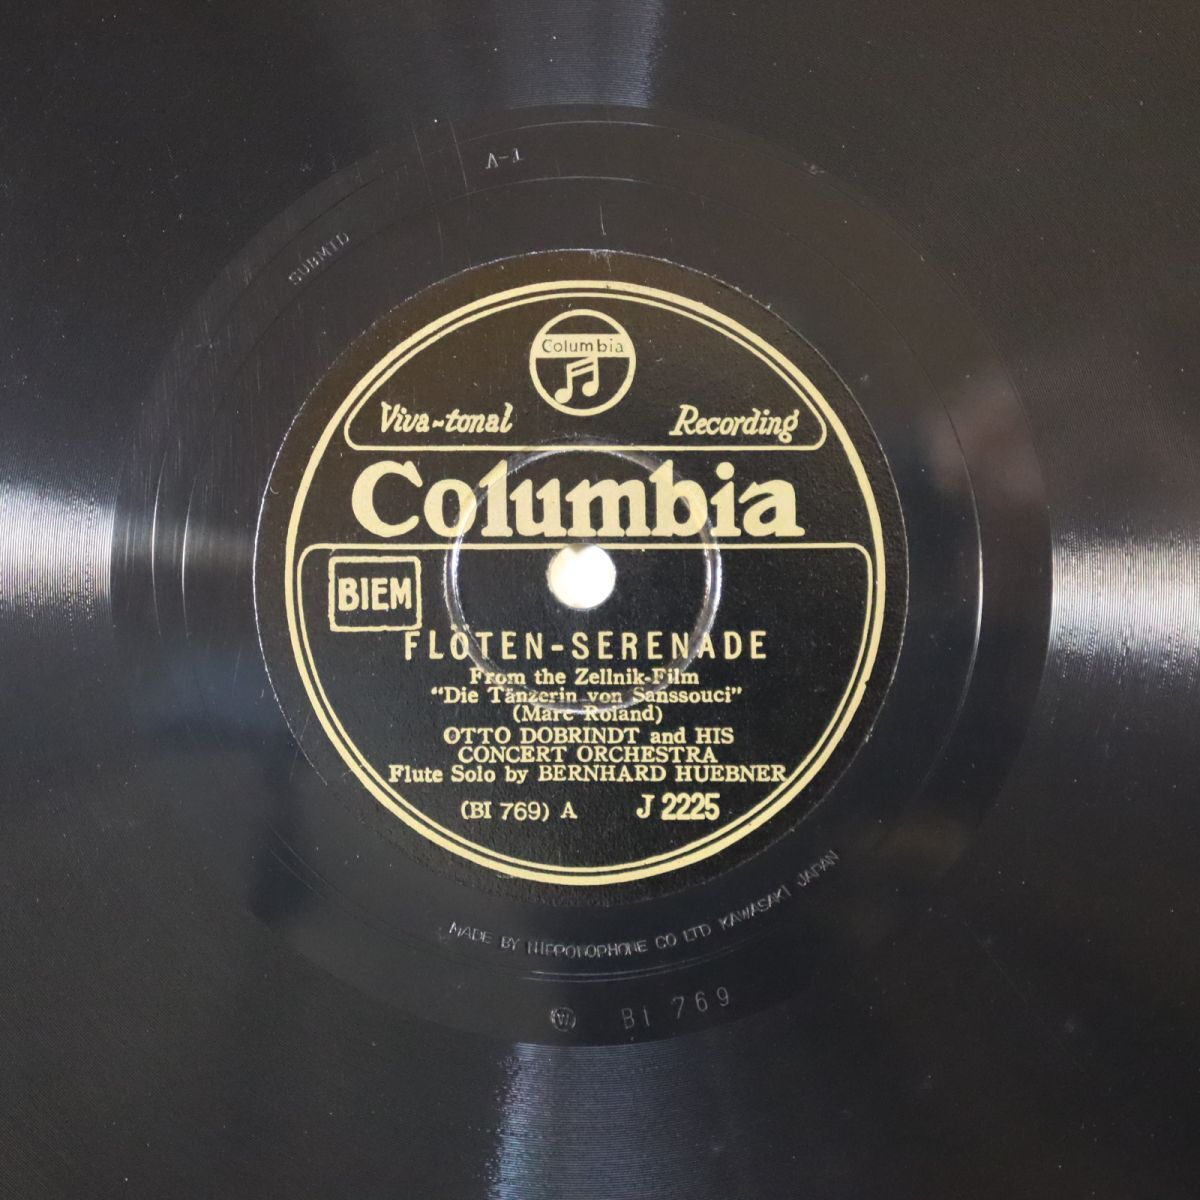 V-1
SUBMTD
Columbia
Viva-tonal Recording
Columbia
BIEM
FLÖTEN-SERENADE
From the Zellnik-Film
"Die Tänzerin von Sanssouci"
(Marc Roland)
OTTO DOBRINDT and HIS
CONCERT ORCHESTRA
Flute Solo by BERNHARD HUEBNER
(BI 769) A J 2225
MADE BY NIPPONOPHONE CO LTD KAWASAKI JAPAN
W BI 769